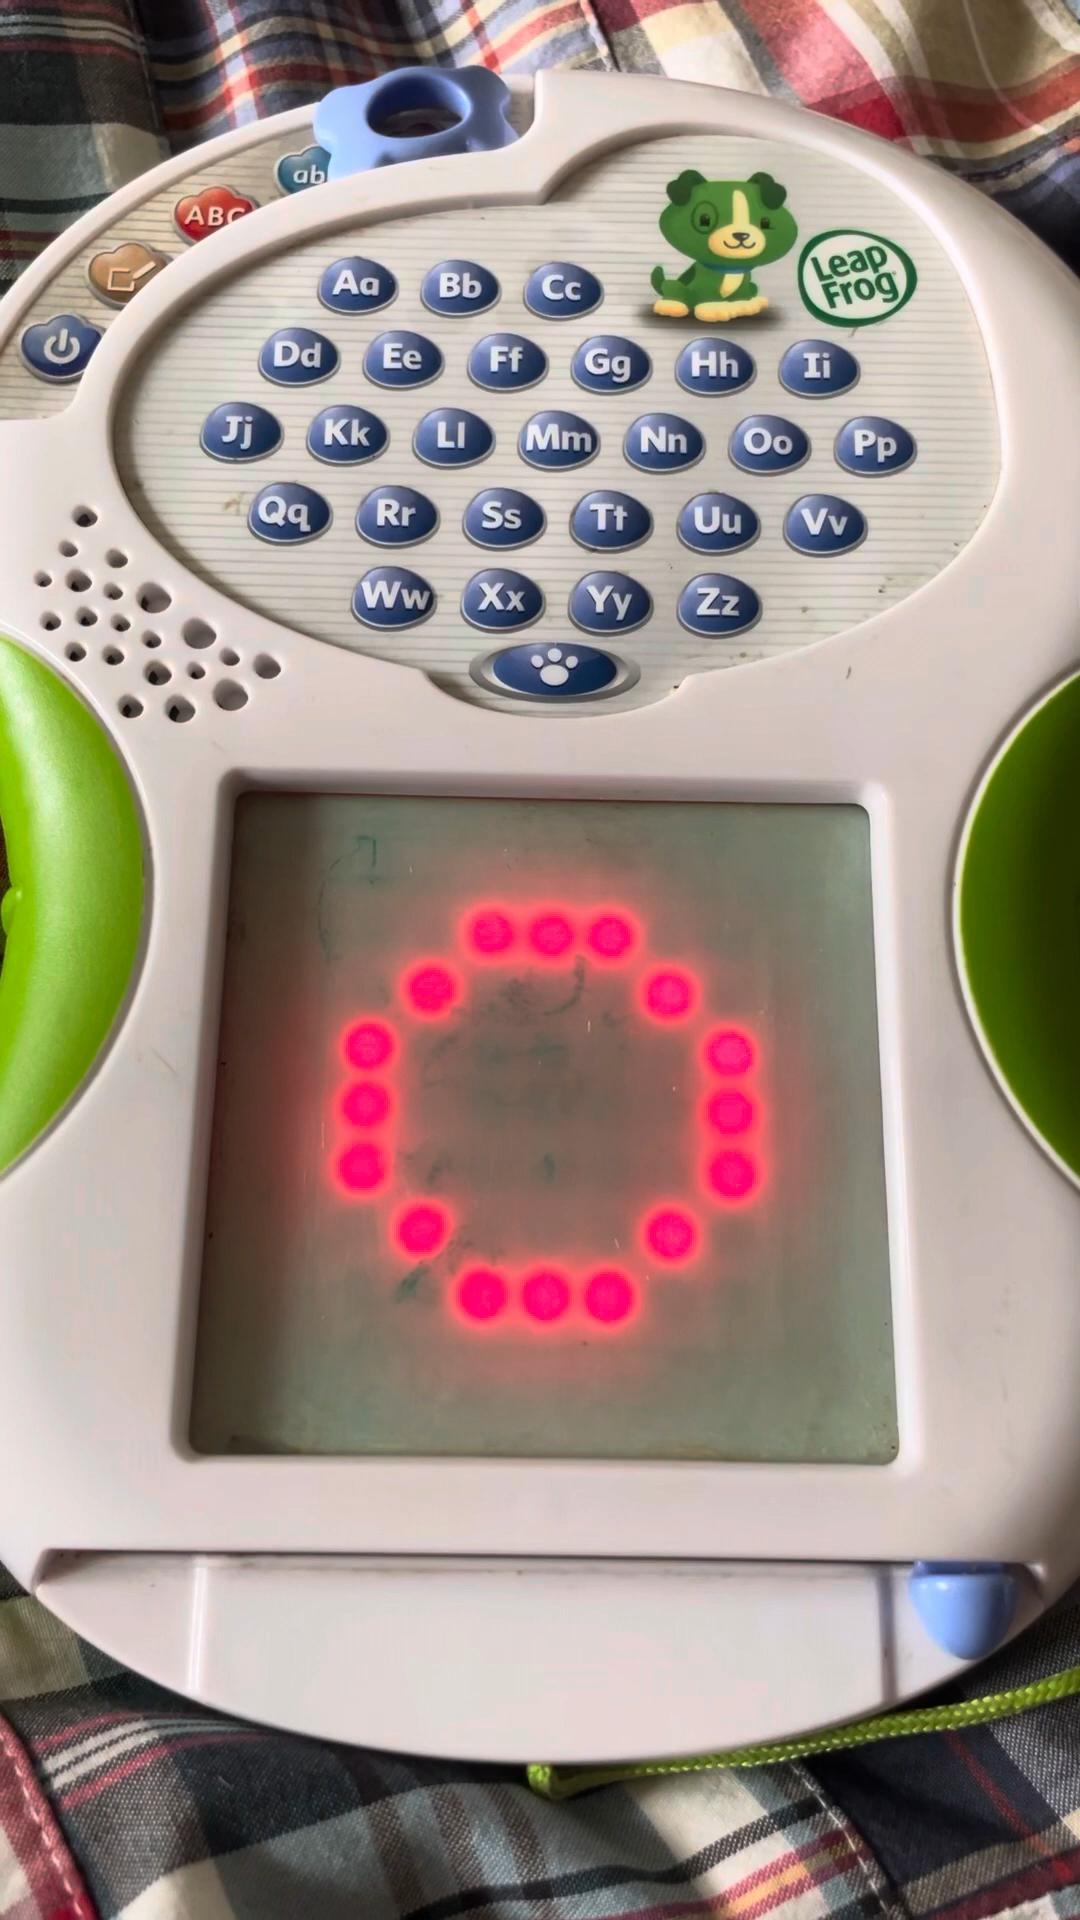 ab
ABC
Leap
Frog
Aa Bb Cc
Dd Ee Ff Gg Hh Ii
Jj Kk Ll Mm Nn Oo Pp
Qq Rr Ss Tt Uu Vv
Ww Xx Yy Zz
O